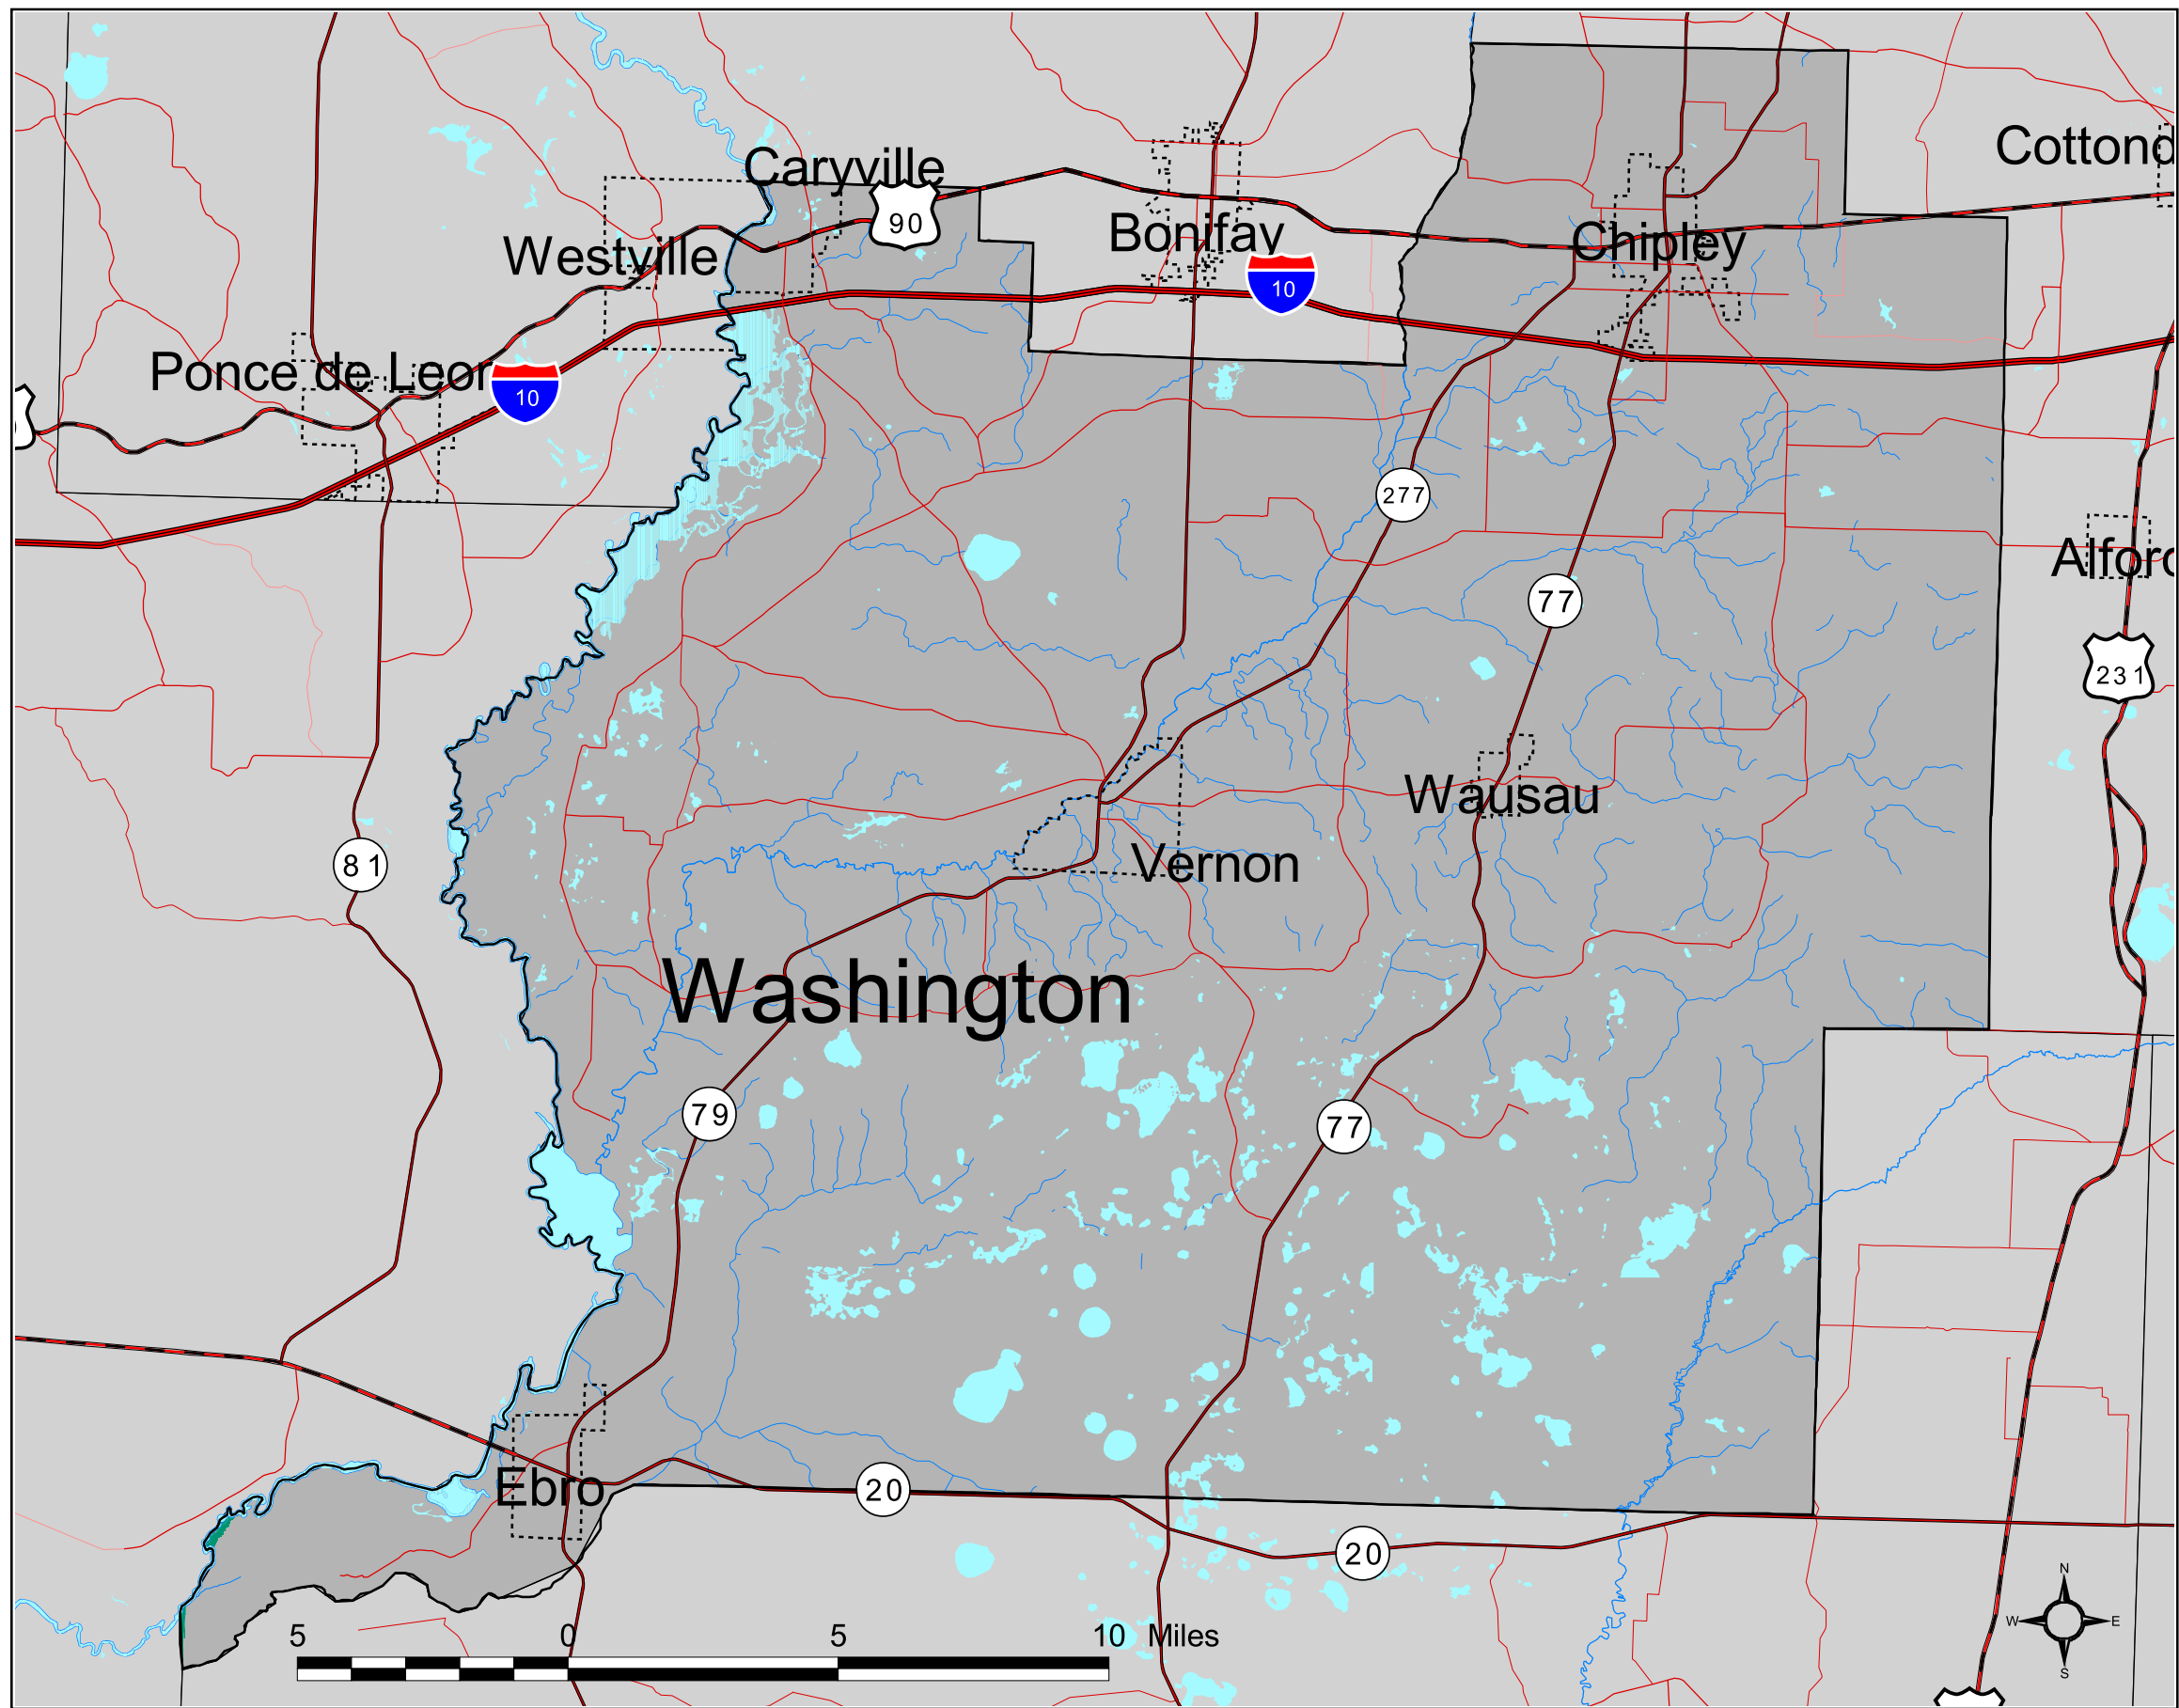 Cottond
Caryville
90
Bonifay
Chipley
Westville
10
Ponce de Leon
10
277
Alford
77
231
Wausau
81
Vernon
Washington
79
77
Ebro
20
20
N
W E
S
5 0 5 10 Miles